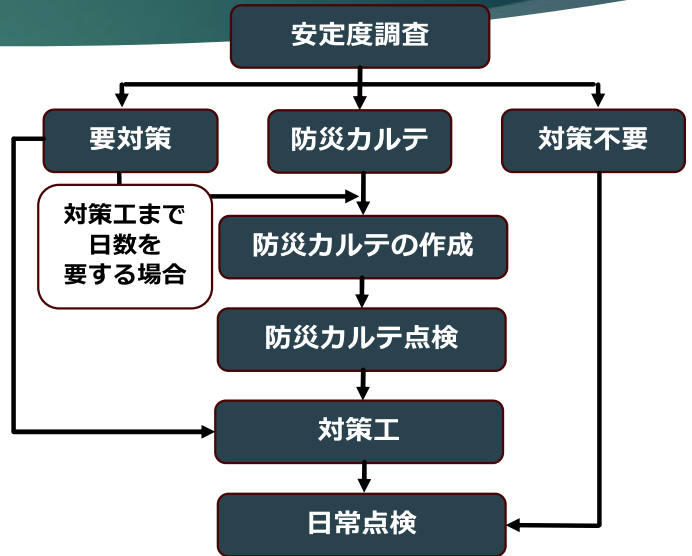 安定度調査
要対策
防災カルテ
対策不要
対策工まで
日数を
要する場合
防災カルテの作成
防災カルテ点検
対策工
日常点検